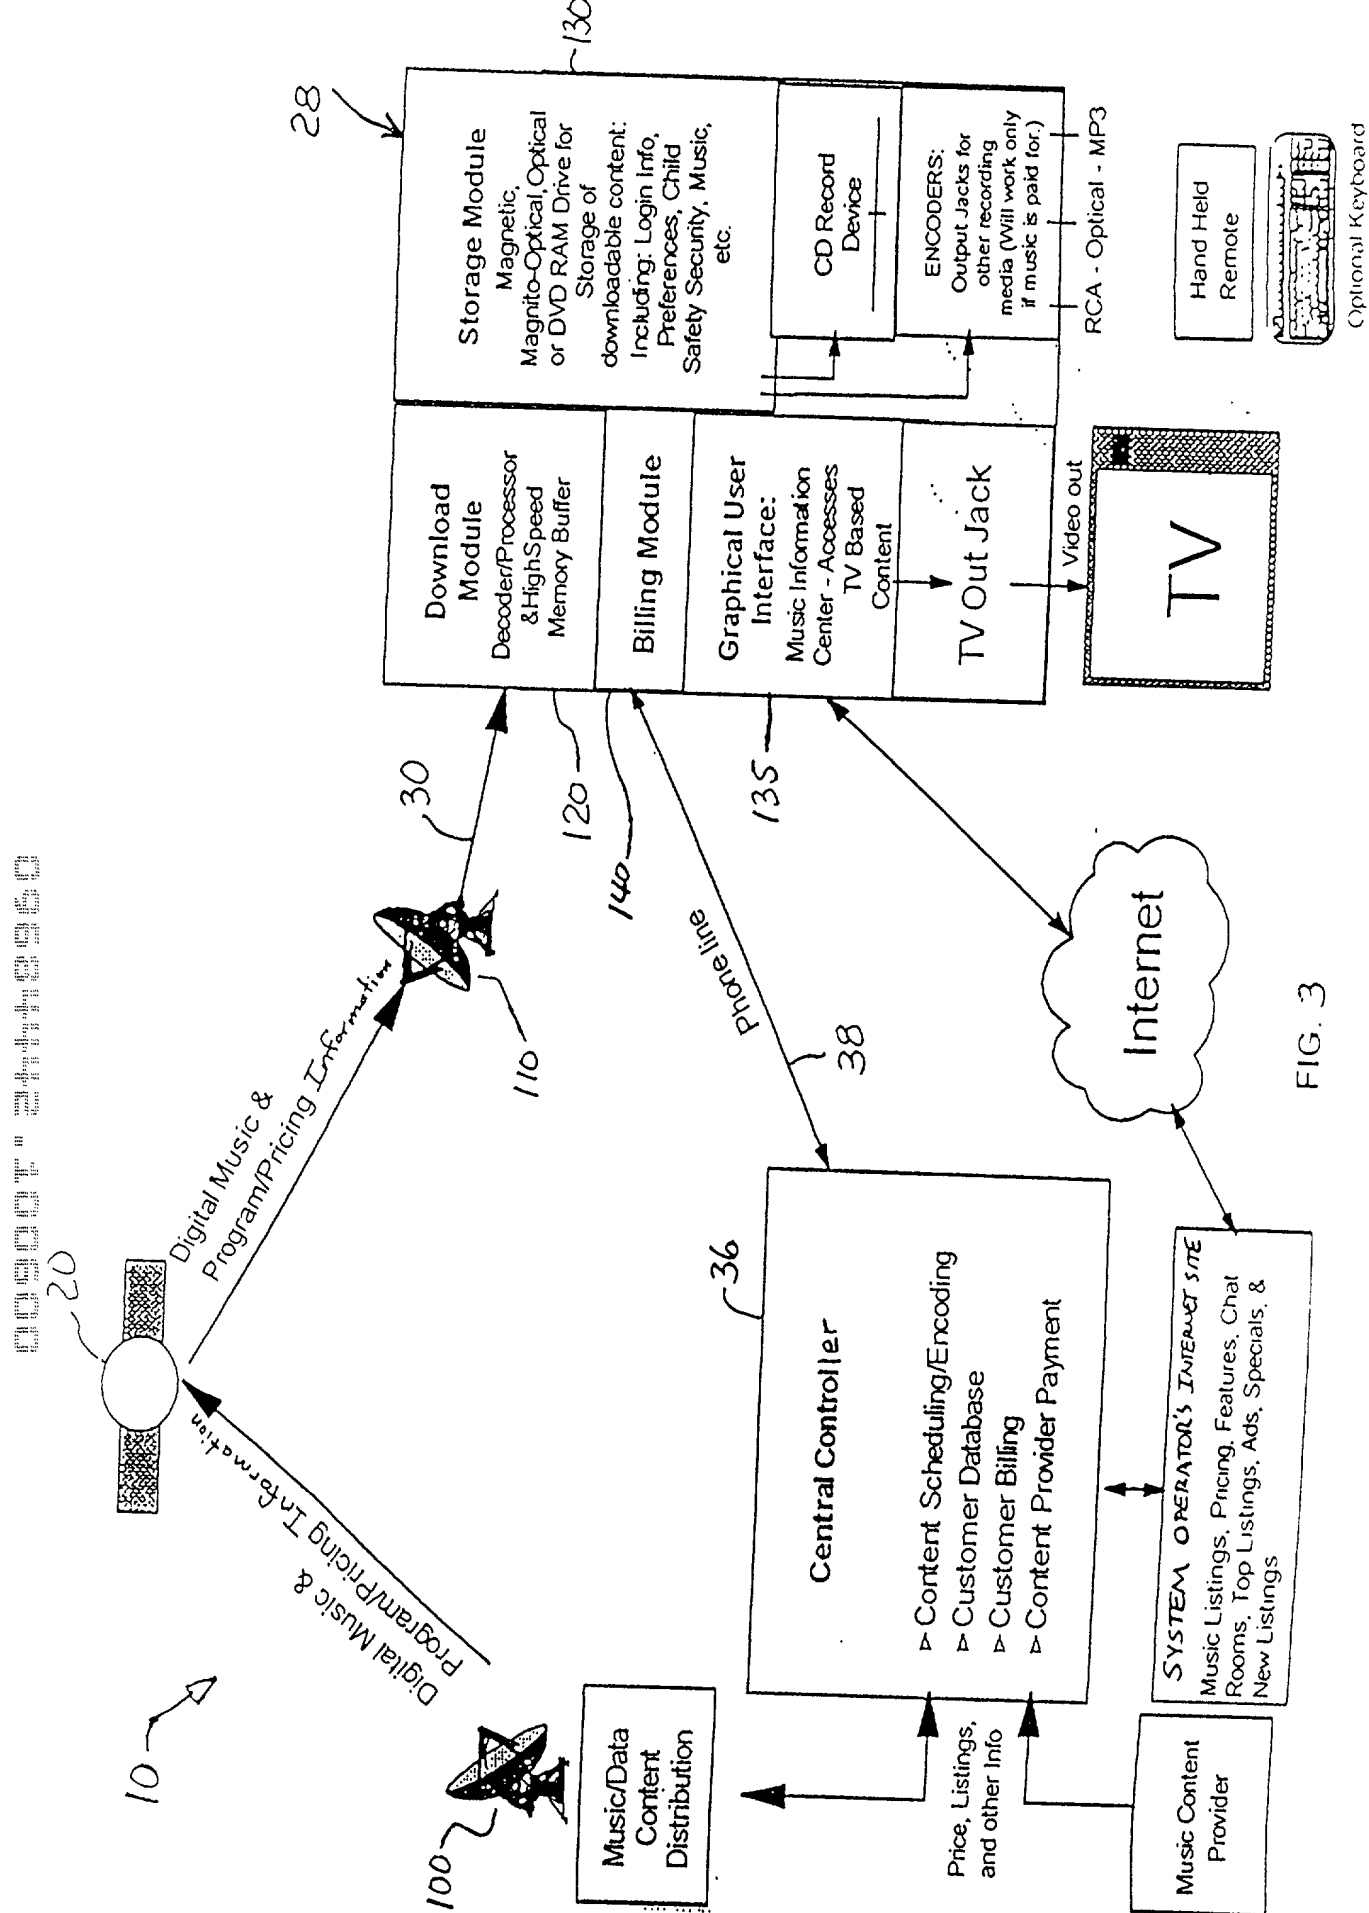 10
20
Digital Music &
Program/Pricing Information
Digital Music &
Program/Pricing Information
100
110
30
28
130
Music/Data
Content
Distribution
Price, Listings,
and other Info
Music Content
Provider
36
Central Controller
▷ Content Scheduling/Encoding
▷ Customer Database
▷ Customer Billing
▷ Content Provider Payment
SYSTEM OPERATOR'S INTERNET SITE
Music Listings, Pricing, Features, Chat
Rooms, Top Listings, Ads, Specials, &
New Listings
Phone line
38
Internet
120
140
135
Download
Module
Decoder/Processor
&HighSpeed
Memory Buffer
Billing Module
Graphical User
Interface:
Music Information
Center - Accesses
TV Based
Content
TV Out Jack
Video out
TV
Storage Module
Magnetic,
Magnito-Optical, Optical
or DVD RAM Drive for
Storage of
downloadable content:
Including: Login Info,
Preferences, Child
Safety Security, Music,
etc.
CD Record
Device
ENCODERS:
Output Jacks for
other recording
media (Will work only
if music is paid for.)
RCA - Optical - MP3
Hand Held
Remote
Optional Keyboard
FIG. 3